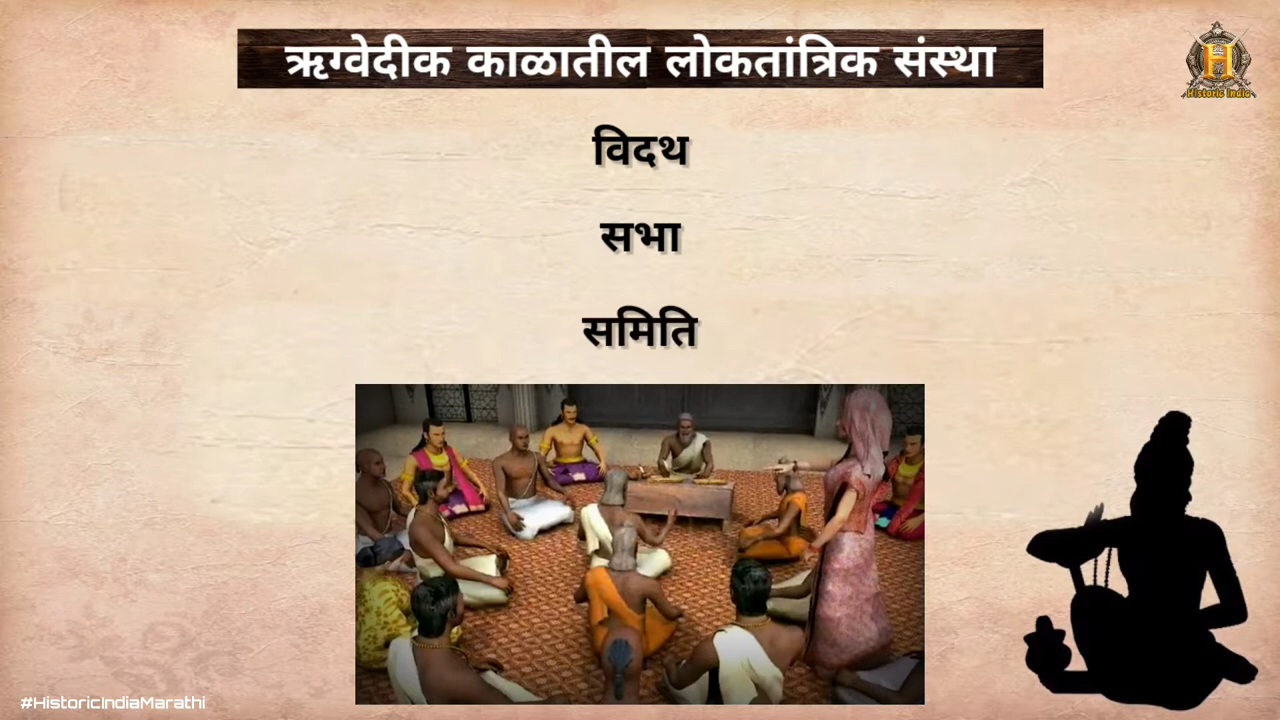 ऋग्वेदीक काळातील लोकतांत्रिक संस्था
H
Historic India
विदथ
सभा
समिति
#HistoricIndiaMarathi